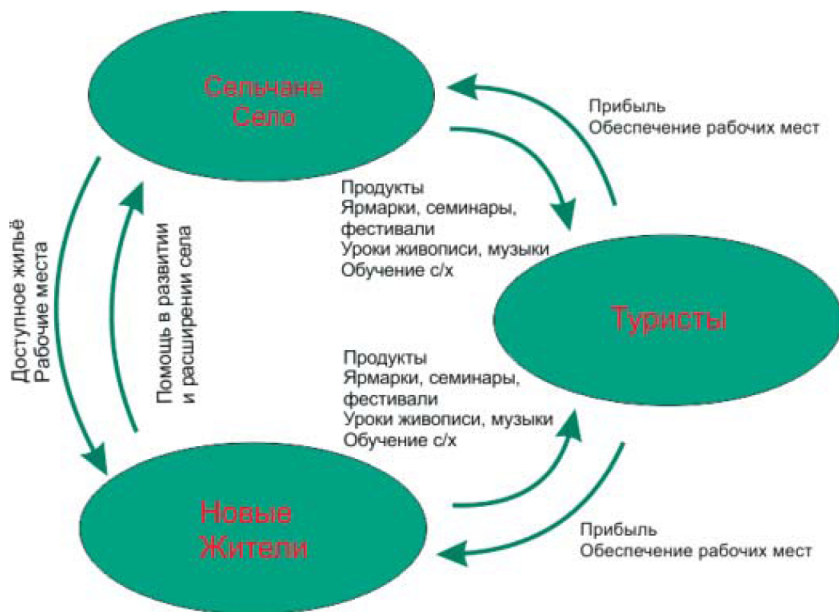 Сельчане
Село
Прибыль
Обеспечение рабочих мест
Продукты
Ярмарки, семинары,
фестивали
Уроки живописи, музыки
Обучение с/х
Доступное жильё
Рабочие места
Помощь в развитии
и расширении села
Туристы
Продукты
Ярмарки, семинары,
фестивали
Уроки живописи, музыки
Обучение с/х
Новые
Жители
Прибыль
Обеспечение рабочих мест